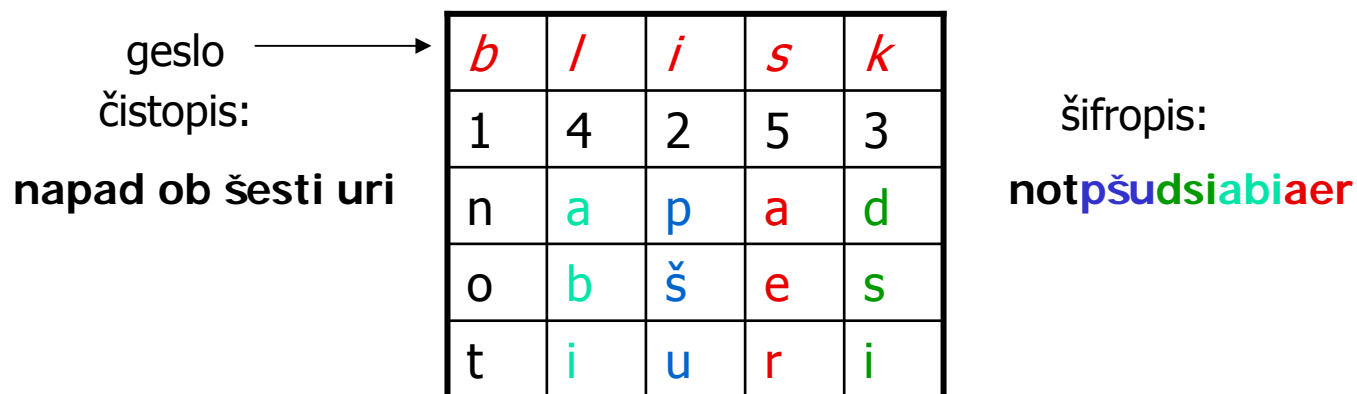 geslo
čistopis:
napad ob šesti uri
b l i s k
1 4 2 5 3
n a p a d
o b š e s
t i u r i
šifropis:
notpšudsiabiaer